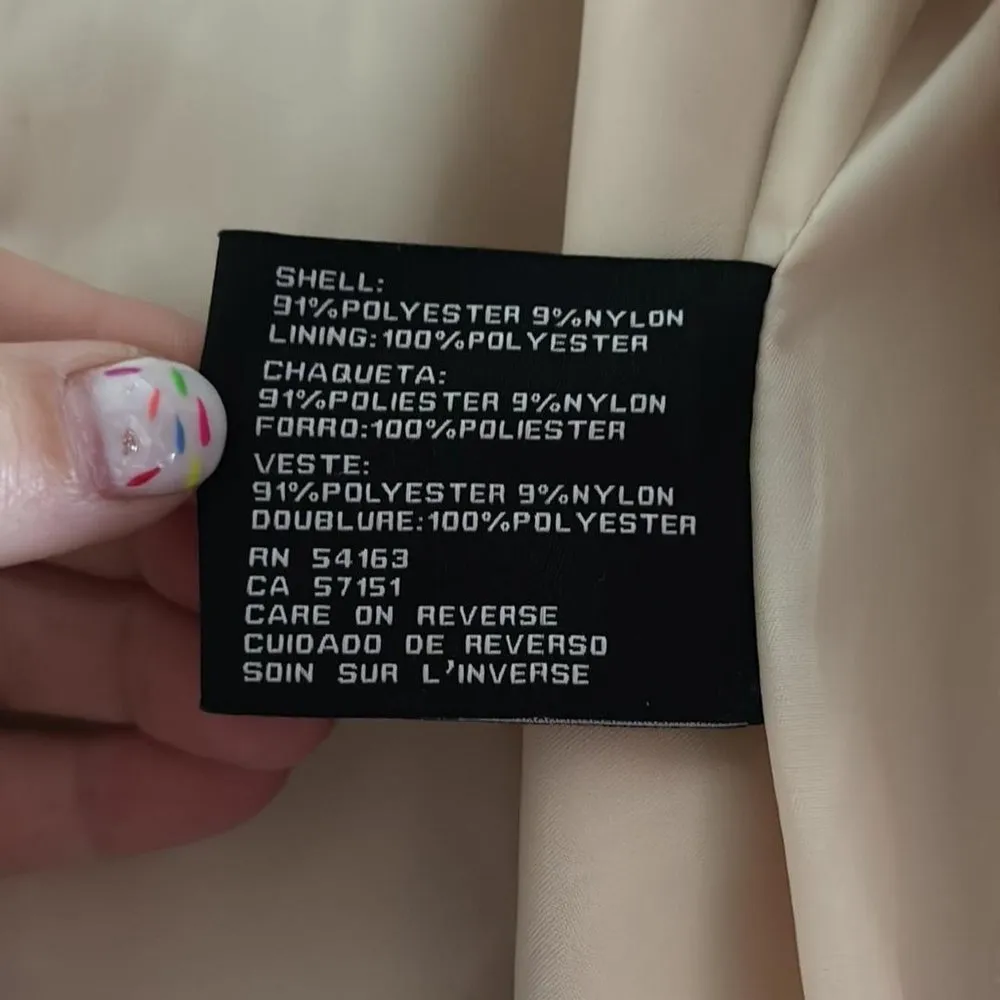 SHELL:
91%POLYESTER 9%NYLON
LINING:100%POLYESTER
CHAQUETA:
91%POLIESTER 9%NYLON
FORRO:100%POLIESTER
VESTE:
91%POLYESTER 9%NYLON
DOUBLURE:100%POLYESTER
RN 54163
CA 57151
CARE ON REVERSE
CUIDADO DE REVERSO
SOIN SUR L'INVERSE